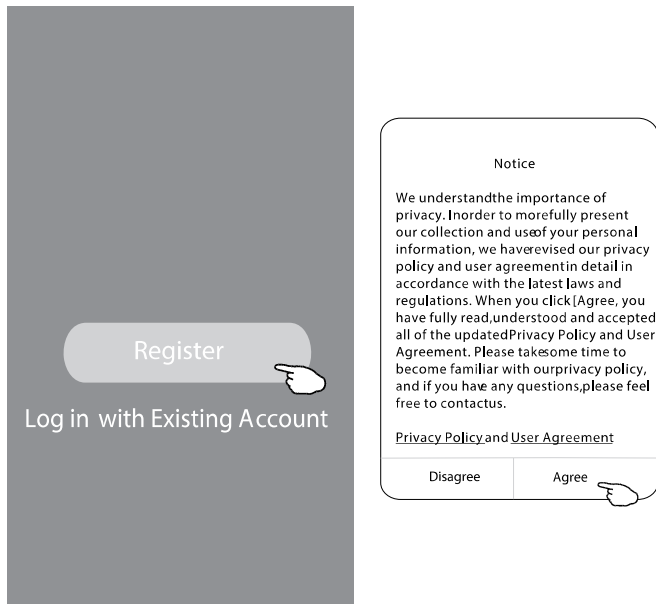 Register
Log in with Existing Account
Notice
We understandthe importance of
privacy. Inorder to morefully present
our collection and useof your personal
information, we haverevised our privacy
policy and user agreementin detail in
accordance with the latest laws and
regulations. When you click [Agree, you
have fully read,understood and accepted
all of the updatedPrivacy Policy and User
Agreement. Please takesome time to
become familiar with ourprivacy policy,
and if you have any questions,please feel
free to contactus.
Privacy Policy and User Agreement
Disagree
Agree